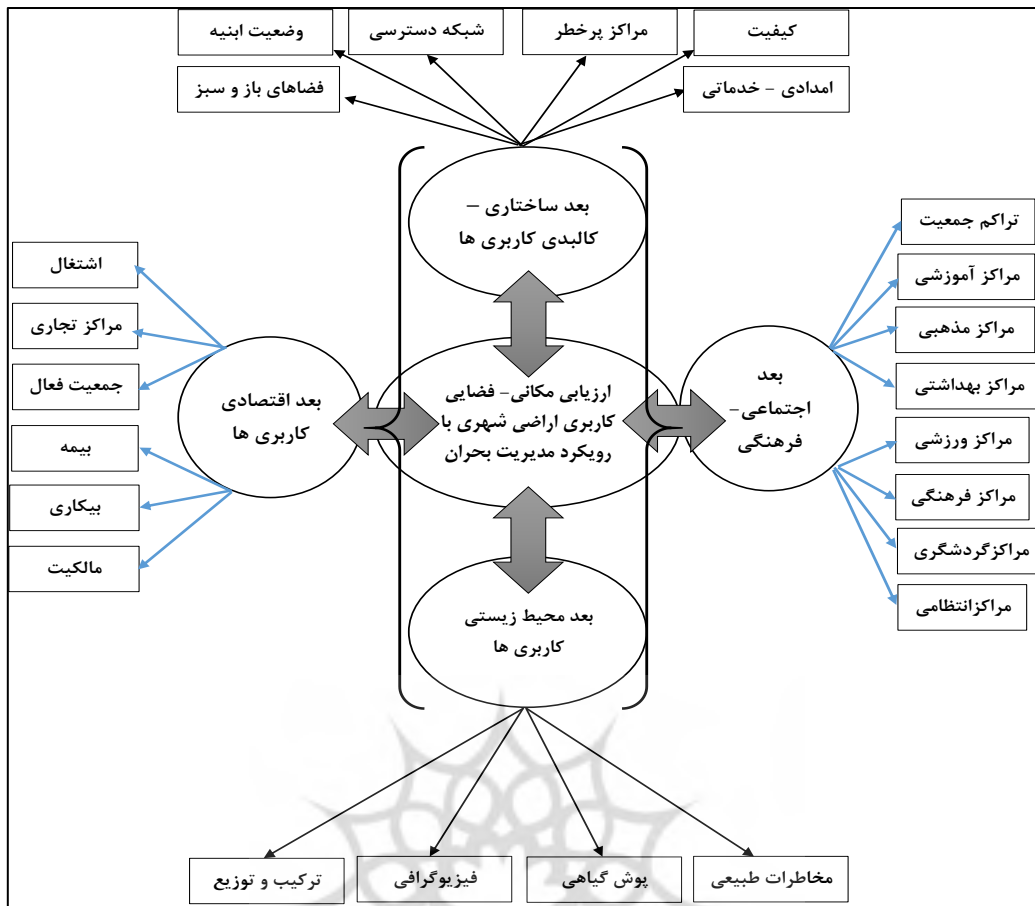 کیفیت
مراکز پرخطر
شبکه دسترسی
وضعیت ابنیه
امدادی - خدماتی
فضاهای باز و سبز
بعد ساختاری –
کالبدی کاربری ها
تراکم جمعیت
مراکز آموزشی
مراکز مذهبی
مراکز بهداشتی
مراکز ورزشی
مراکز فرهنگی
مراکزگردشگری
مراکزانتظامی
بعد
اجتماعی-
فرهنگی
ارزیابی مکانی- فضایی
کاربری اراضی شهری با
رویکرد مدیریت بحران
بعد اقتصادی
کاربری ها
اشتغال
مراکز تجاری
جمعیت فعال
بیمه
بیکاری
مالکیت
بعد محیط زیستی
کاربری ها
مخاطرات طبیعی
پوش گیاهی
فیزیوگرافی
ترکیب و توزیع